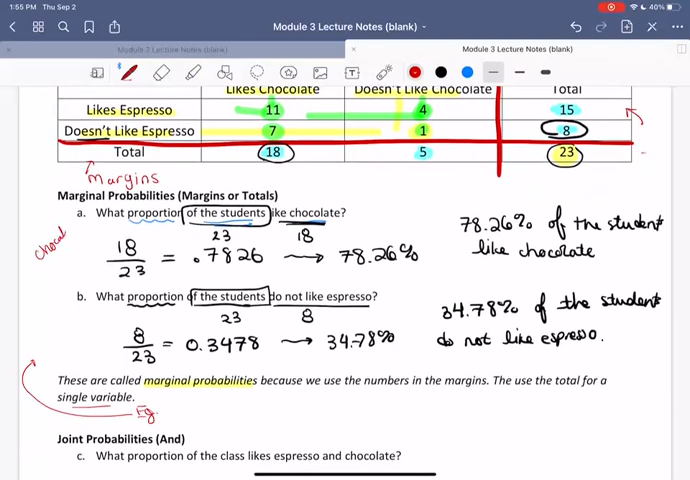 1:55 PM Thu Sep 2
Module 3 Lecture Notes (blank)
40%
Module 3 Lecture Notes (blank)
Module 3 Lecture Notes (blank)
Likes Chocolate Doesn't Like Chocolate Total
Likes Espresso 11 4 15
Doesn't Like Espresso 7 1 8
Total 18 5 23
Margins
Marginal Probabilities (Margins or Totals)
a. What proportion of the students like chocolate?
23 18
18/23 = .7826 → 78.26%
78.26% of the students
like chocolate
Chocol
b. What proportion of the students do not like espresso?
23 8
8/23 = 0.3478 → 34.78%
34.78% of the students
do not like espresso.
These are called marginal probabilities because we use the numbers in the margins. The use the total for a
single variable.
Eg.
Joint Probabilities (And)
c. What proportion of the class likes espresso and chocolate?